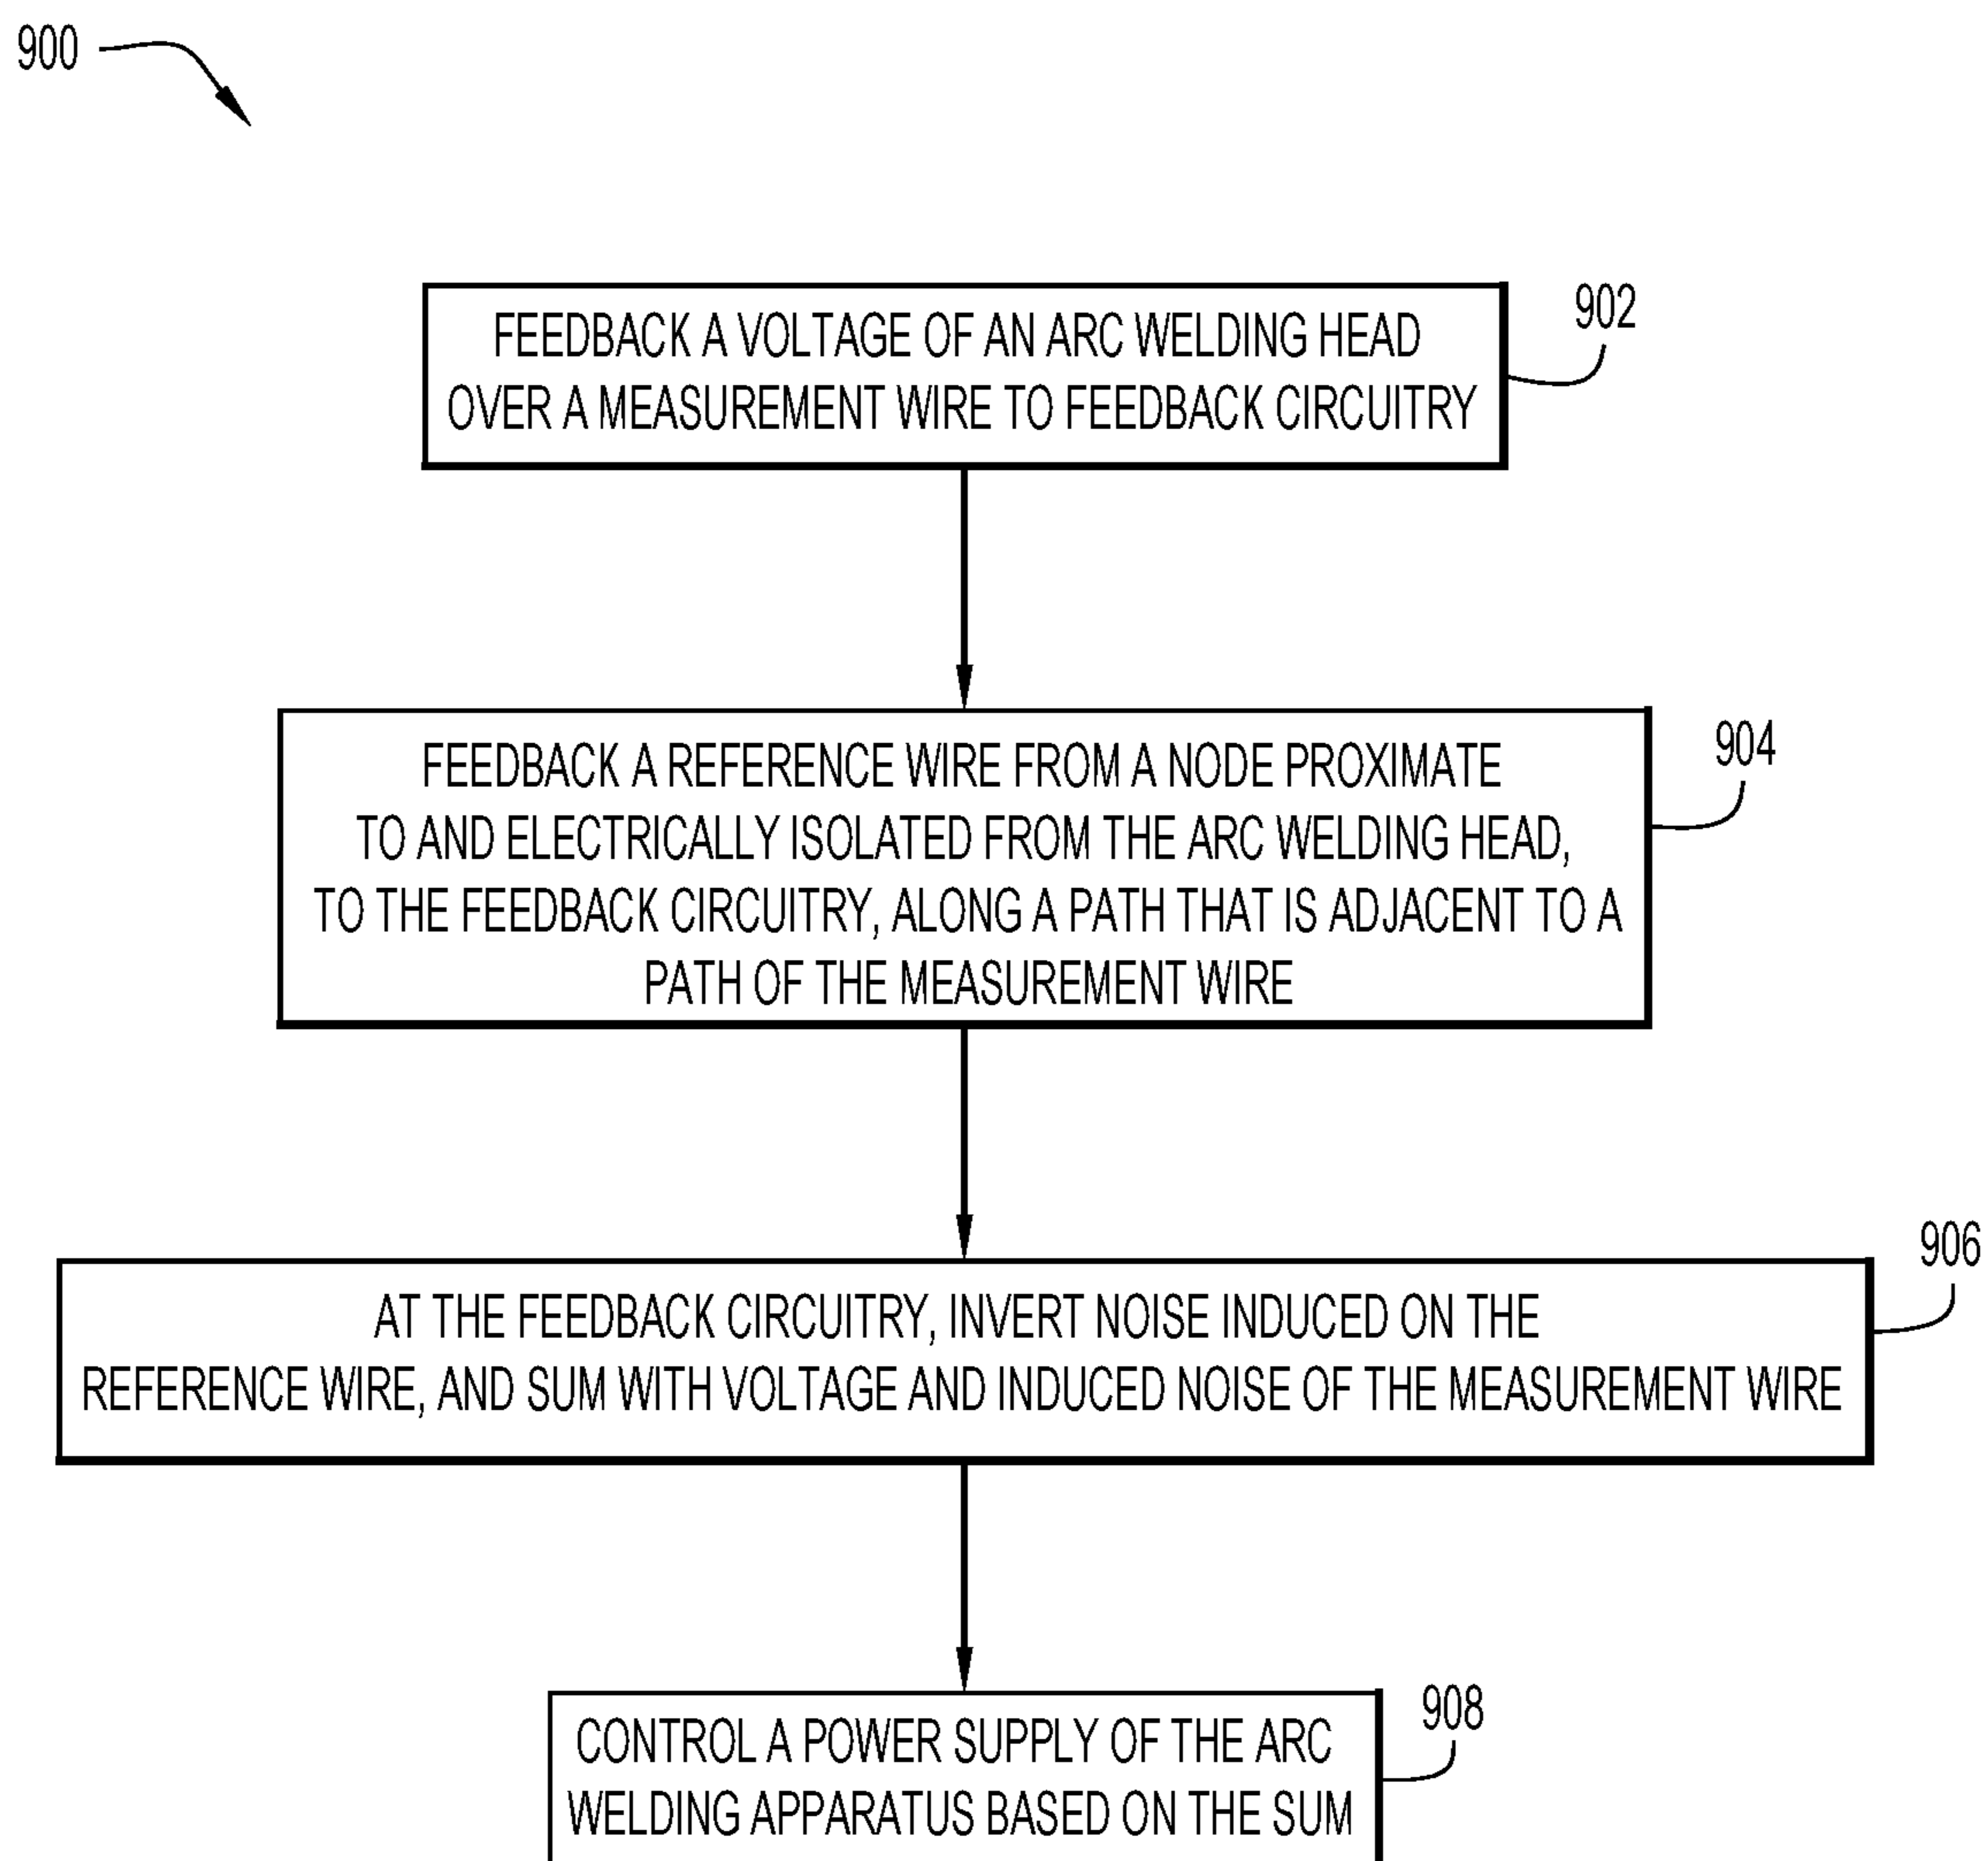 900
FEEDBACK A VOLTAGE OF AN ARC WELDING HEAD
OVER A MEASUREMENT WIRE TO FEEDBACK CIRCUITRY
902
FEEDBACK A REFERENCE WIRE FROM A NODE PROXIMATE
TO AND ELECTRICALLY ISOLATED FROM THE ARC WELDING HEAD,
TO THE FEEDBACK CIRCUITRY, ALONG A PATH THAT IS ADJACENT TO A
PATH OF THE MEASUREMENT WIRE
904
AT THE FEEDBACK CIRCUITRY, INVERT NOISE INDUCED ON THE
REFERENCE WIRE, AND SUM WITH VOLTAGE AND INDUCED NOISE OF THE MEASUREMENT WIRE
906
CONTROL A POWER SUPPLY OF THE ARC
WELDING APPARATUS BASED ON THE SUM
908